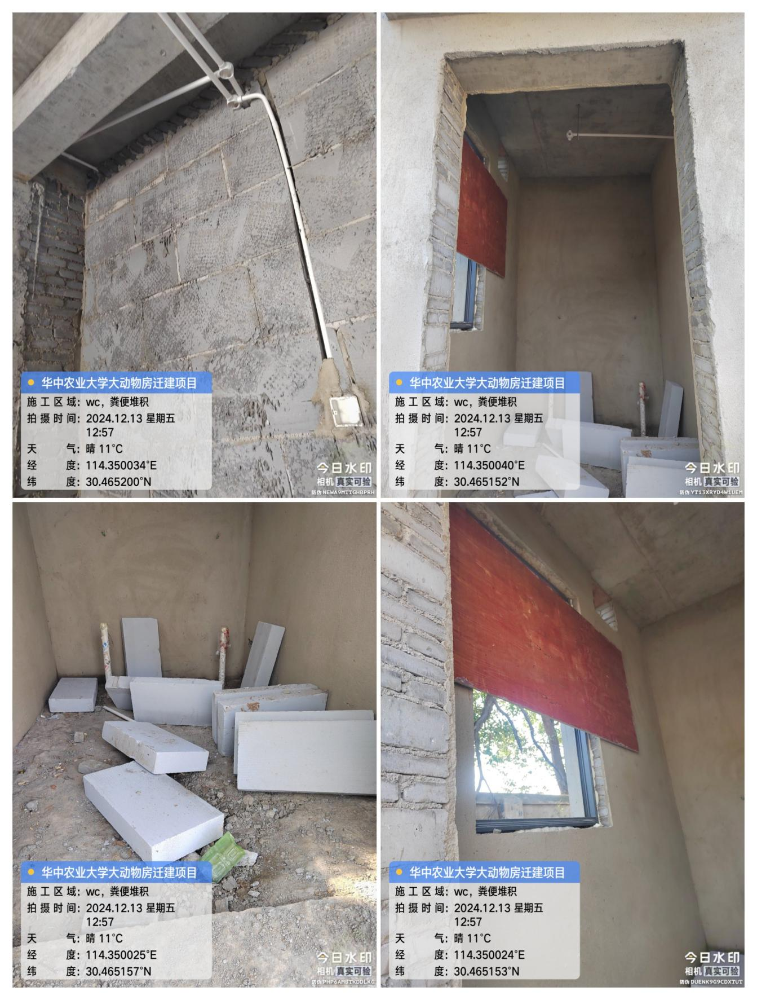 华中农业大学大动物房迁建项目
施工区域：wc，粪便堆积
拍摄时间：2024.12.13 星期五
12:57
天气：晴 11°C
经度：114.350034°E
纬度：30.465200°N
今日水印
相机 真实可验
防伪 NEWA9MTTGHBPRH
华中农业大学大动物房迁建项目
施工区域：wc，粪便堆积
拍摄时间：2024.12.13 星期五
12:57
天气：晴 11°C
经度：114.350040°E
纬度：30.465152°N
今日水印
相机 真实可验
防伪 YT13XRYD4W1UEM
华中农业大学大动物房迁建项目
施工区域：wc，粪便堆积
拍摄时间：2024.12.13 星期五
12:57
天气：晴 11°C
经度：114.350025°E
纬度：30.465157°N
今日水印
相机 真实可验
防伪 PHP6AMBTKDDLKG
华中农业大学大动物房迁建项目
施工区域：wc，粪便堆积
拍摄时间：2024.12.13 星期五
12:57
天气：晴 11°C
经度：114.350024°E
纬度：30.465153°N
今日水印
相机 真实可验
防伪 DUENK9G9CDXTUT